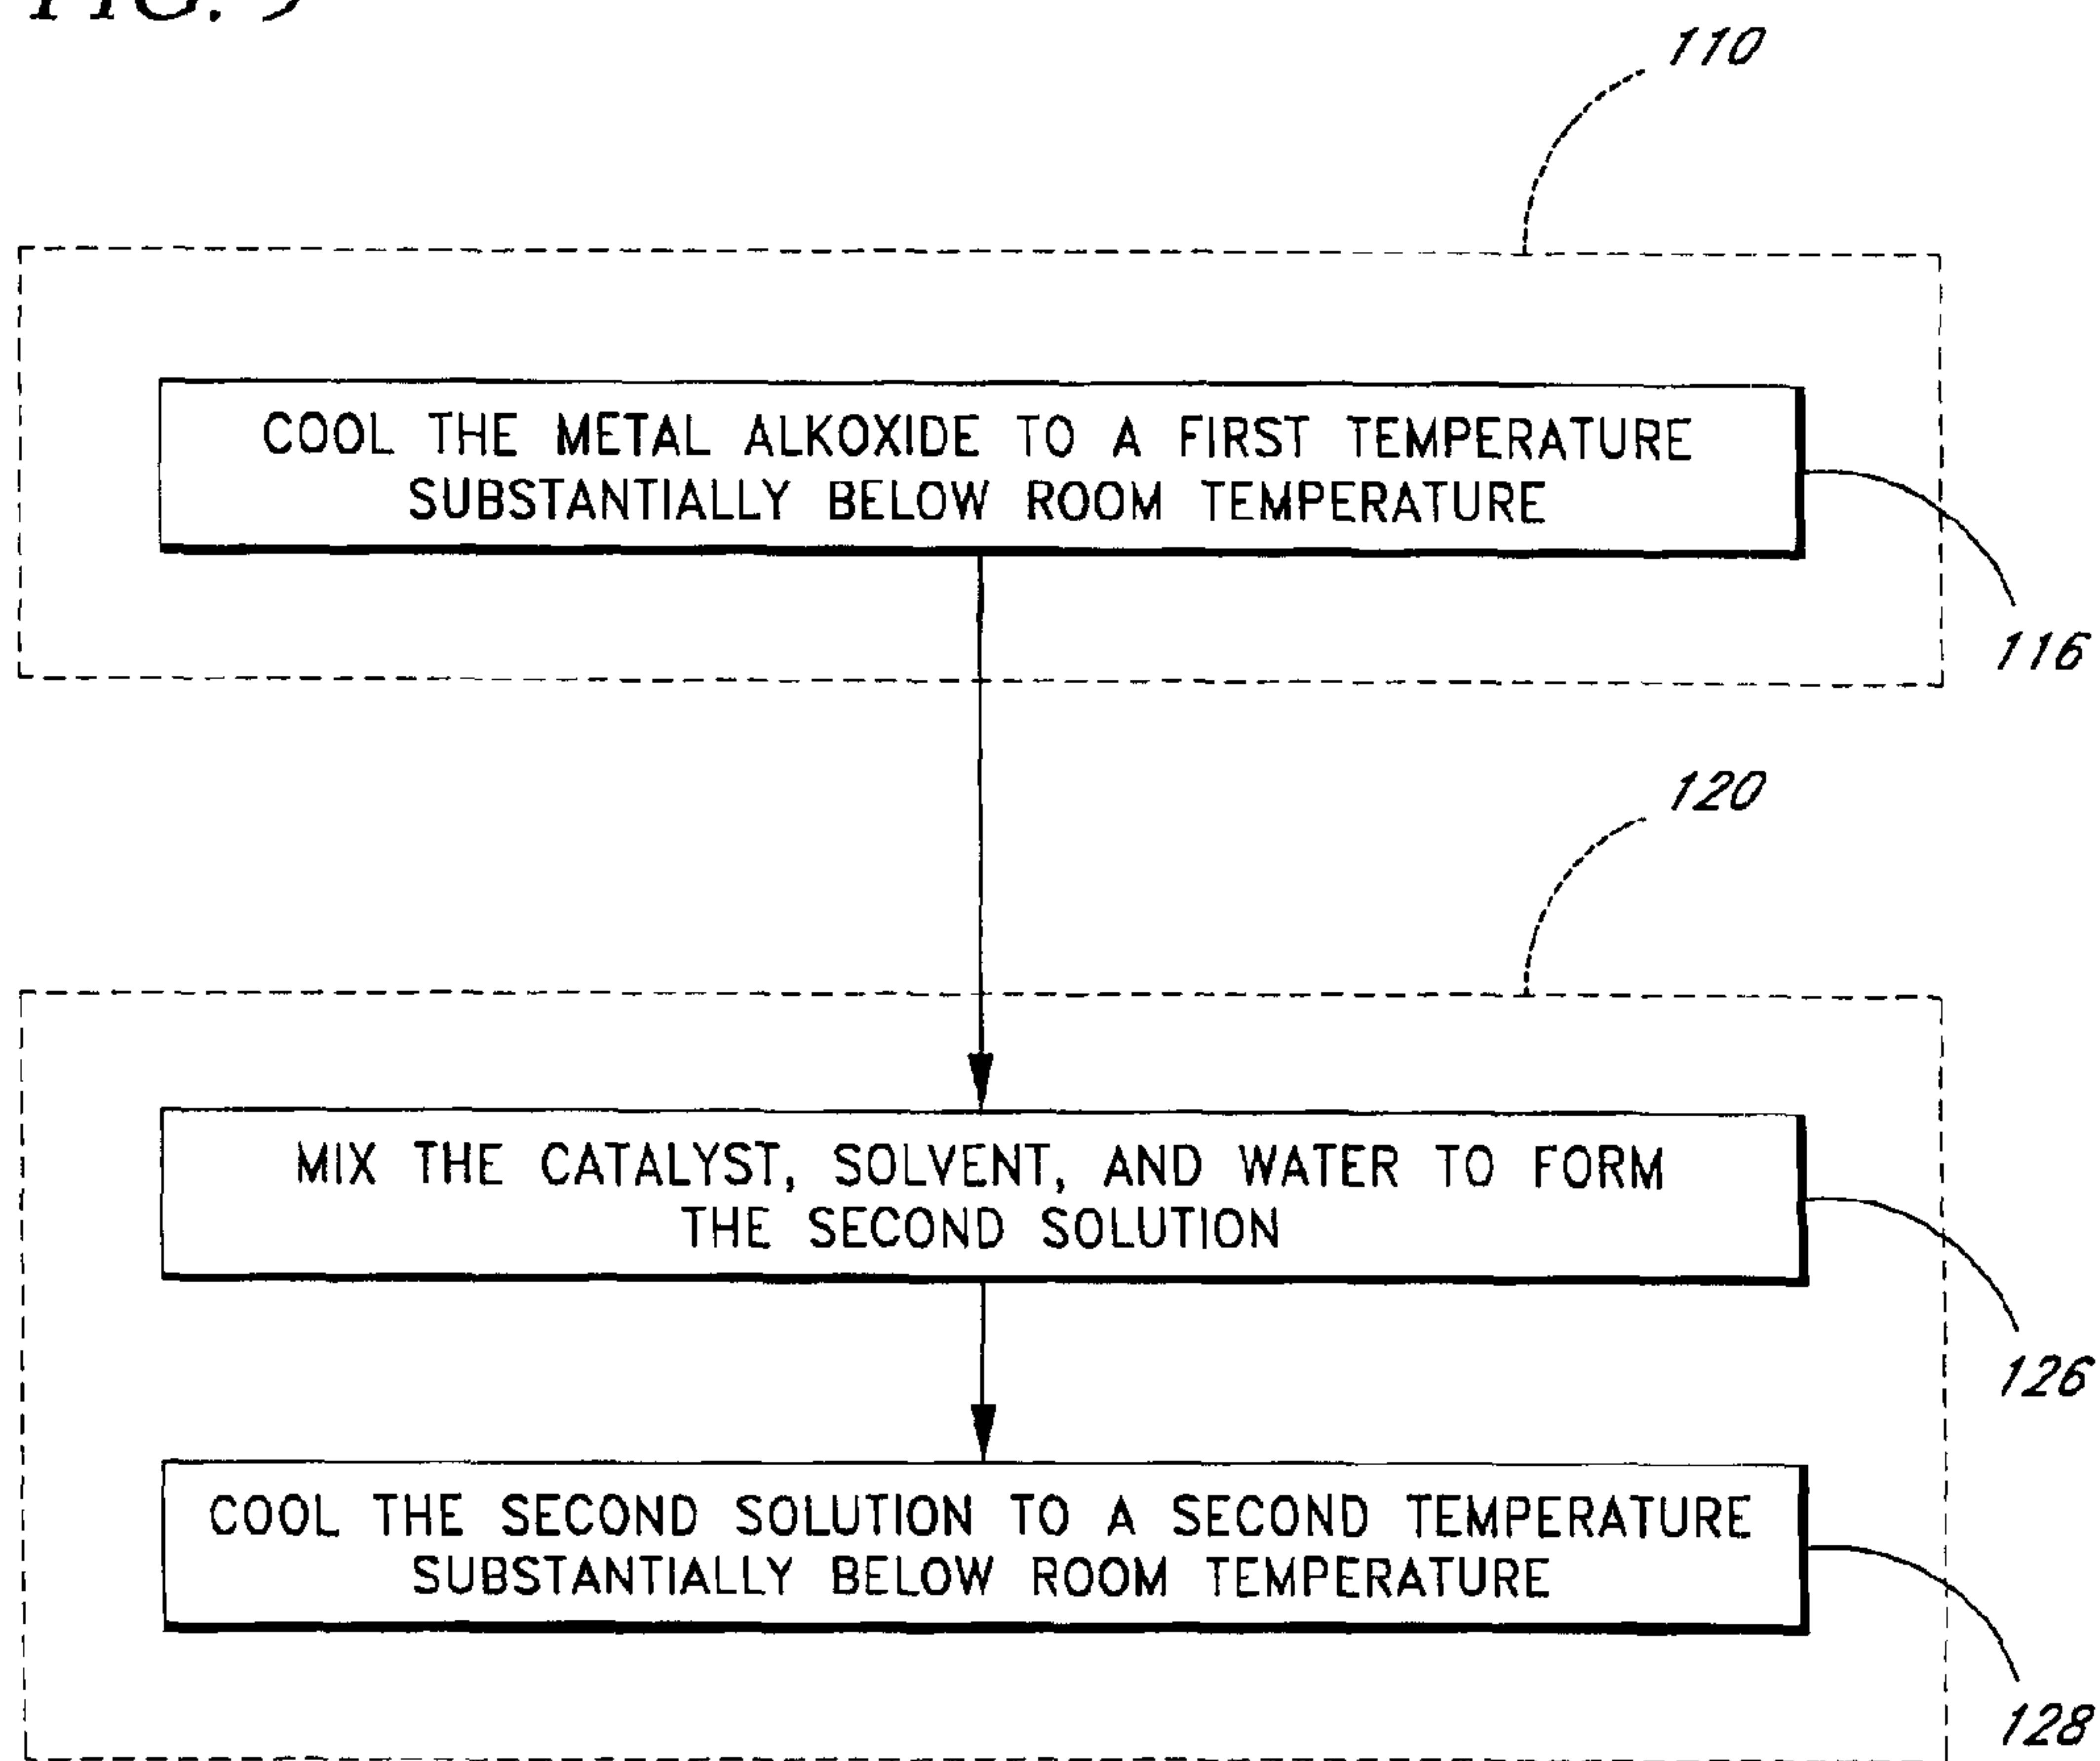 FIG. 9
110
COOL THE METAL ALKOXIDE TO A FIRST TEMPERATURE
SUBSTANTIALLY BELOW ROOM TEMPERATURE
116
120
MIX THE CATALYST, SOLVENT, AND WATER TO FORM
THE SECOND SOLUTION
126
COOL THE SECOND SOLUTION TO A SECOND TEMPERATURE
SUBSTANTIALLY BELOW ROOM TEMPERATURE
128